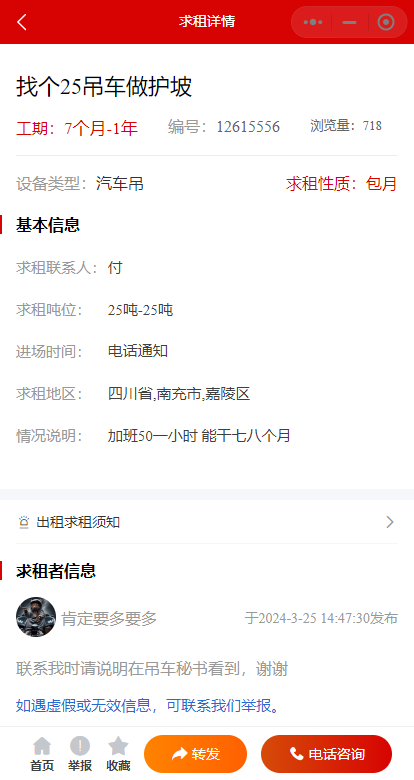 求租详情
找个25吊车做护坡
工期：7个月-1年 编号：12615556 浏览量：718
设备类型：汽车吊 求租性质：包月
基本信息
求租联系人：付
求租吨位：25吨-25吨
进场时间：电话通知
求租地区：四川省,南充市,嘉陵区
情况说明：加班50一小时 能干七八个月
出租求租须知
求租者信息
肯定要多要多 于2024-3-25 14:47:30发布
联系我时请说明在吊车秘书看到，谢谢
如遇虚假或无效信息，可联系我们举报。
首页 举报 收藏 转发 电话咨询